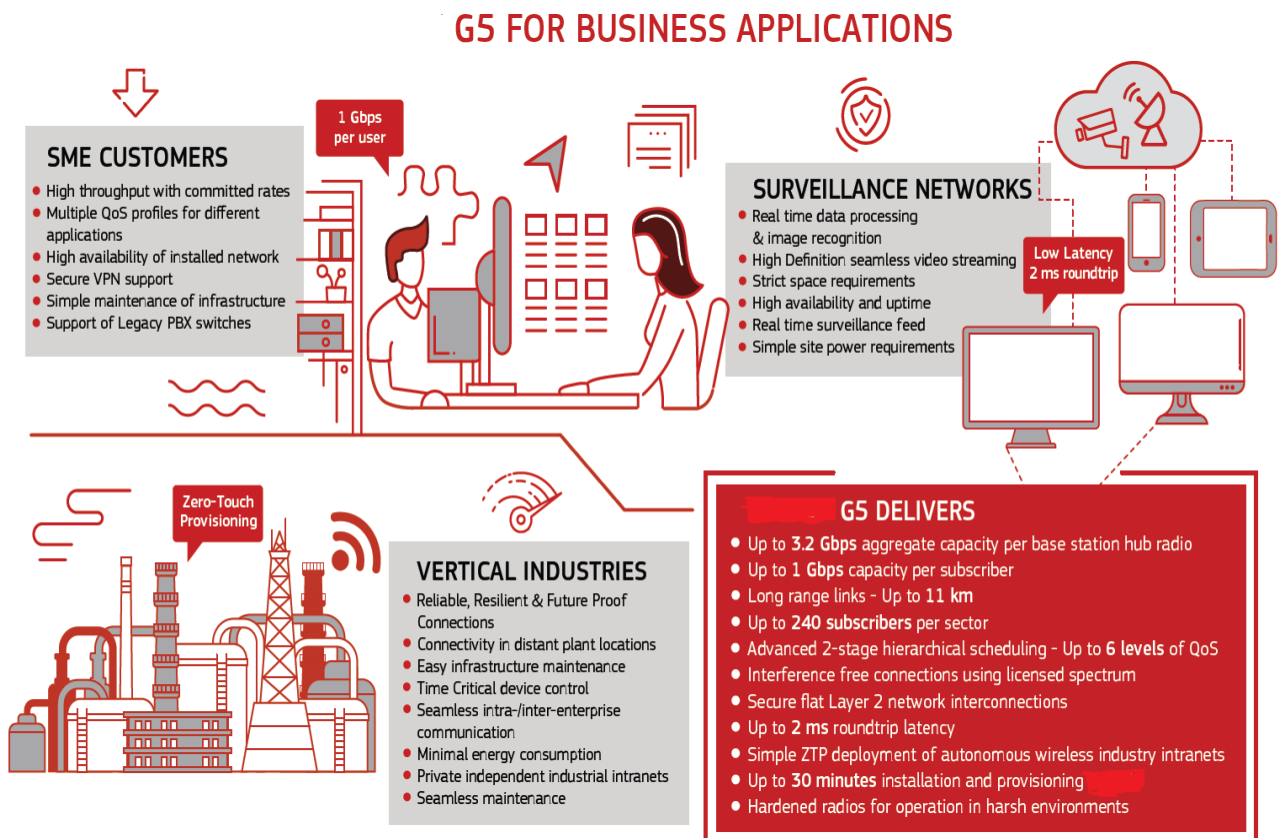 G5 FOR BUSINESS APPLICATIONS
SME CUSTOMERS
High throughput with committed rates
Multiple QoS profiles for different
applications
High availability of installed network
Secure VPN support
Simple maintenance of infrastructure
Support of Legacy PBX switches
1 Gbps
per user
SURVEILLANCE NETWORKS
Real time data processing
& image recognition
High Definition seamless video streaming
Strict space requirements
High availability and uptime
Real time surveillance feed
Simple site power requirements
Low Latency
2 ms roundtrip
Zero-Touch
Provisioning
VERTICAL INDUSTRIES
Reliable, Resilient & Future Proof
Connections
Connectivity in distant plant locations
Easy infrastructure maintenance
Time Critical device control
Seamless intra-/inter-enterprise
communication
Minimal energy consumption
Private independent industrial intranets
Seamless maintenance
G5 DELIVERS
Up to 3.2 Gbps aggregate capacity per base station hub radio
Up to 1 Gbps capacity per subscriber
Long range links - Up to 11 km
Up to 240 subscribers per sector
Advanced 2-stage hierarchical scheduling - Up to 6 levels of QoS
Interference free connections using licensed spectrum
Secure flat Layer 2 network interconnections
Up to 2 ms roundtrip latency
Simple ZTP deployment of autonomous wireless industry intranets
Up to 30 minutes installation and provisioning
Hardened radios for operation in harsh environments